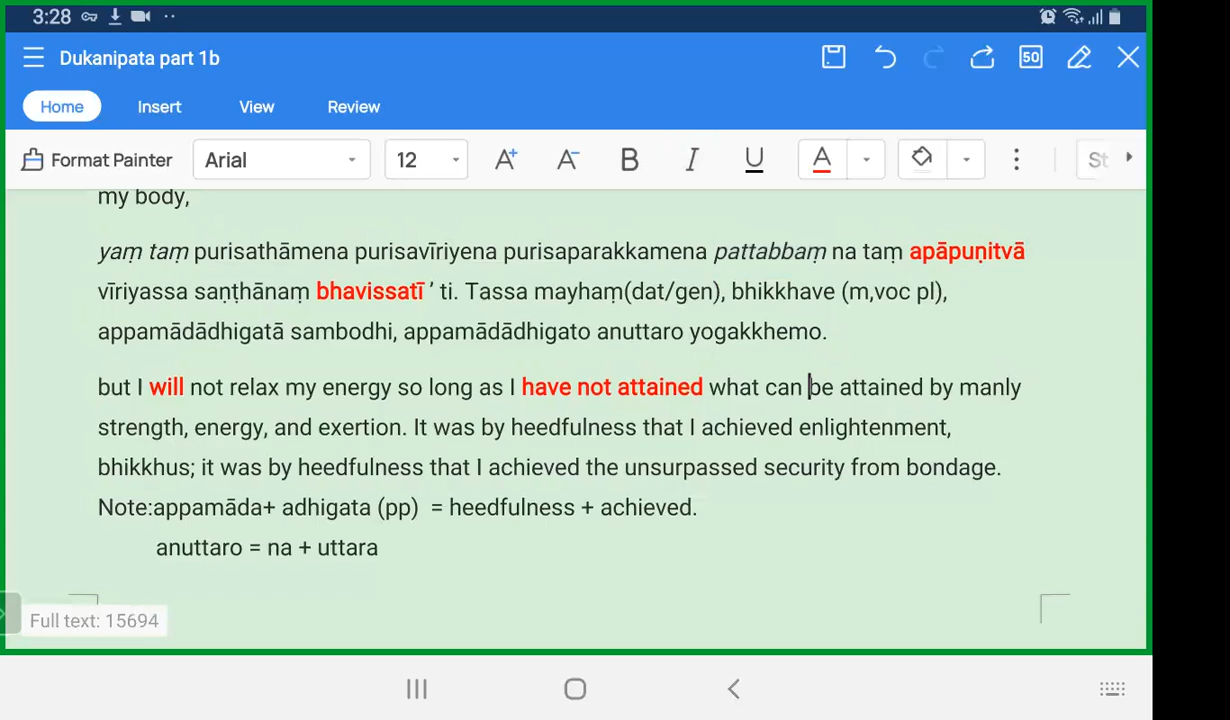 3:28
Dukanipata part 1b
50
Home Insert View Review
Format Painter Arial 12 A+ A- B I U A St
my body,
yaṃ taṃ purisathāmena purisavīriyena purisaparakkamena pattabbaṃ na taṃ apāpuṇitvā
vīriyassa saṇṭhānaṃ bhavissatī ’ ti. Tassa mayhaṃ(dat/gen), bhikkhave (m,voc pl),
appamādādhigatā sambodhi, appamādādhigato anuttaro yogakkhemo.
but I will not relax my energy so long as I have not attained what can be attained by manly
strength, energy, and exertion. It was by heedfulness that I achieved enlightenment,
bhikkhus; it was by heedfulness that I achieved the unsurpassed security from bondage.
Note:appamāda+ adhigata (pp) = heedfulness + achieved.
anuttaro = na + uttara
Full text: 15694